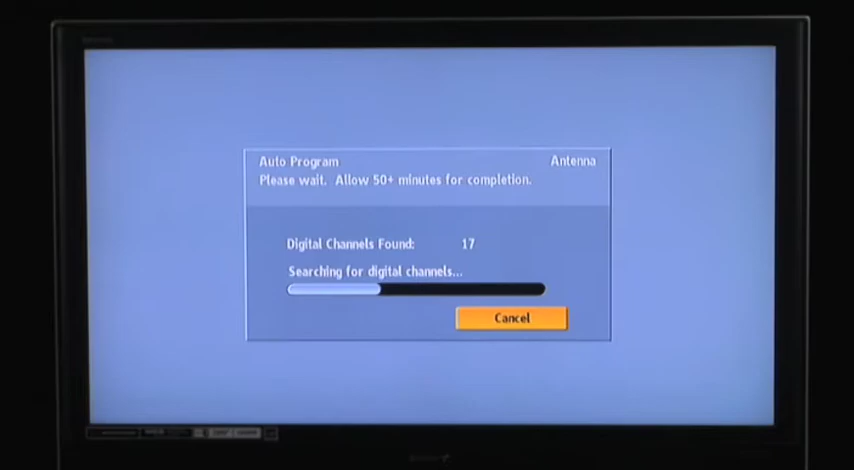 Auto Program
Antenna
Please wait. Allow 50+ minutes for completion.
Digital Channels Found: 17
Searching for digital channels...
Cancel